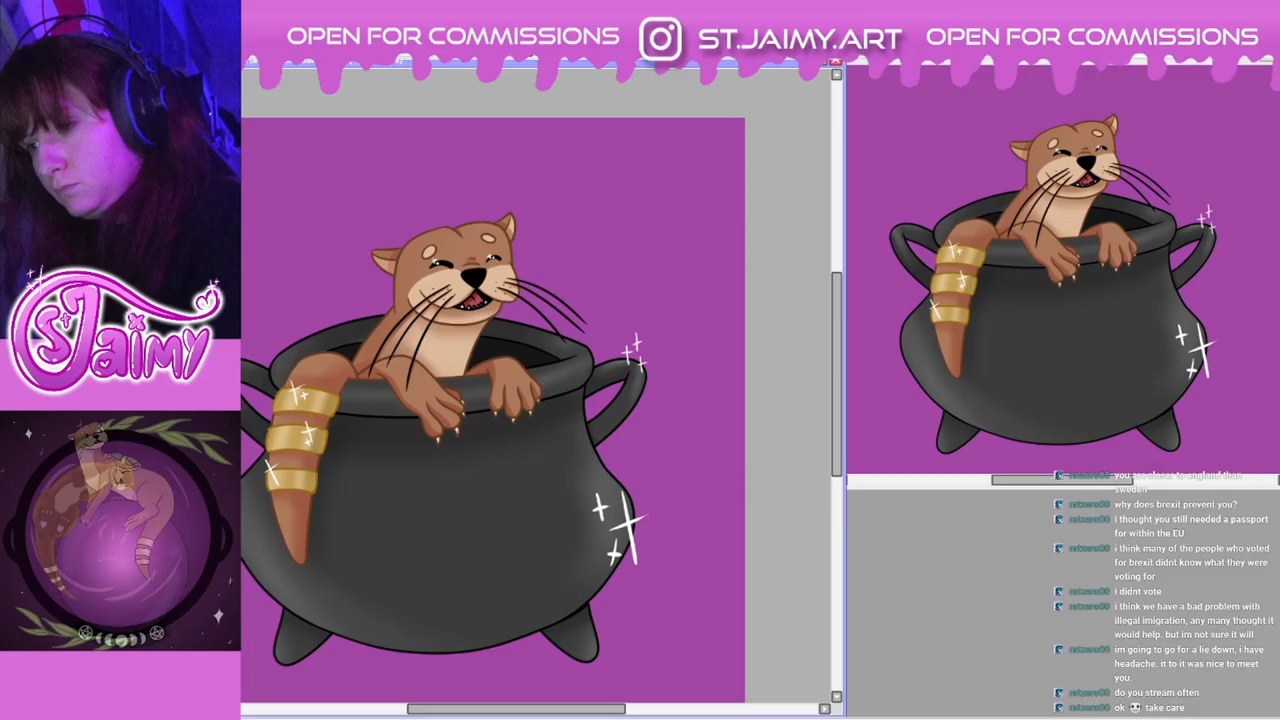 OPEN FOR COMMISSIONS ST.JAIMY.ART OPEN FOR COMMISSIONS
StJaimy
you are closer to england than
sweden
why does brexit prevent you?
i thought you still needed a passport
for within the EU
i think many of the people who voted
for brexit didnt know what they were
voting for
i didnt vote
i think we have a bad problem with
illegal imigration, any many thought it
would help. but im not sure it will
im going to go for a lie down, i have
headache. it to it was nice to meet
you.
do you stream often
ok take care